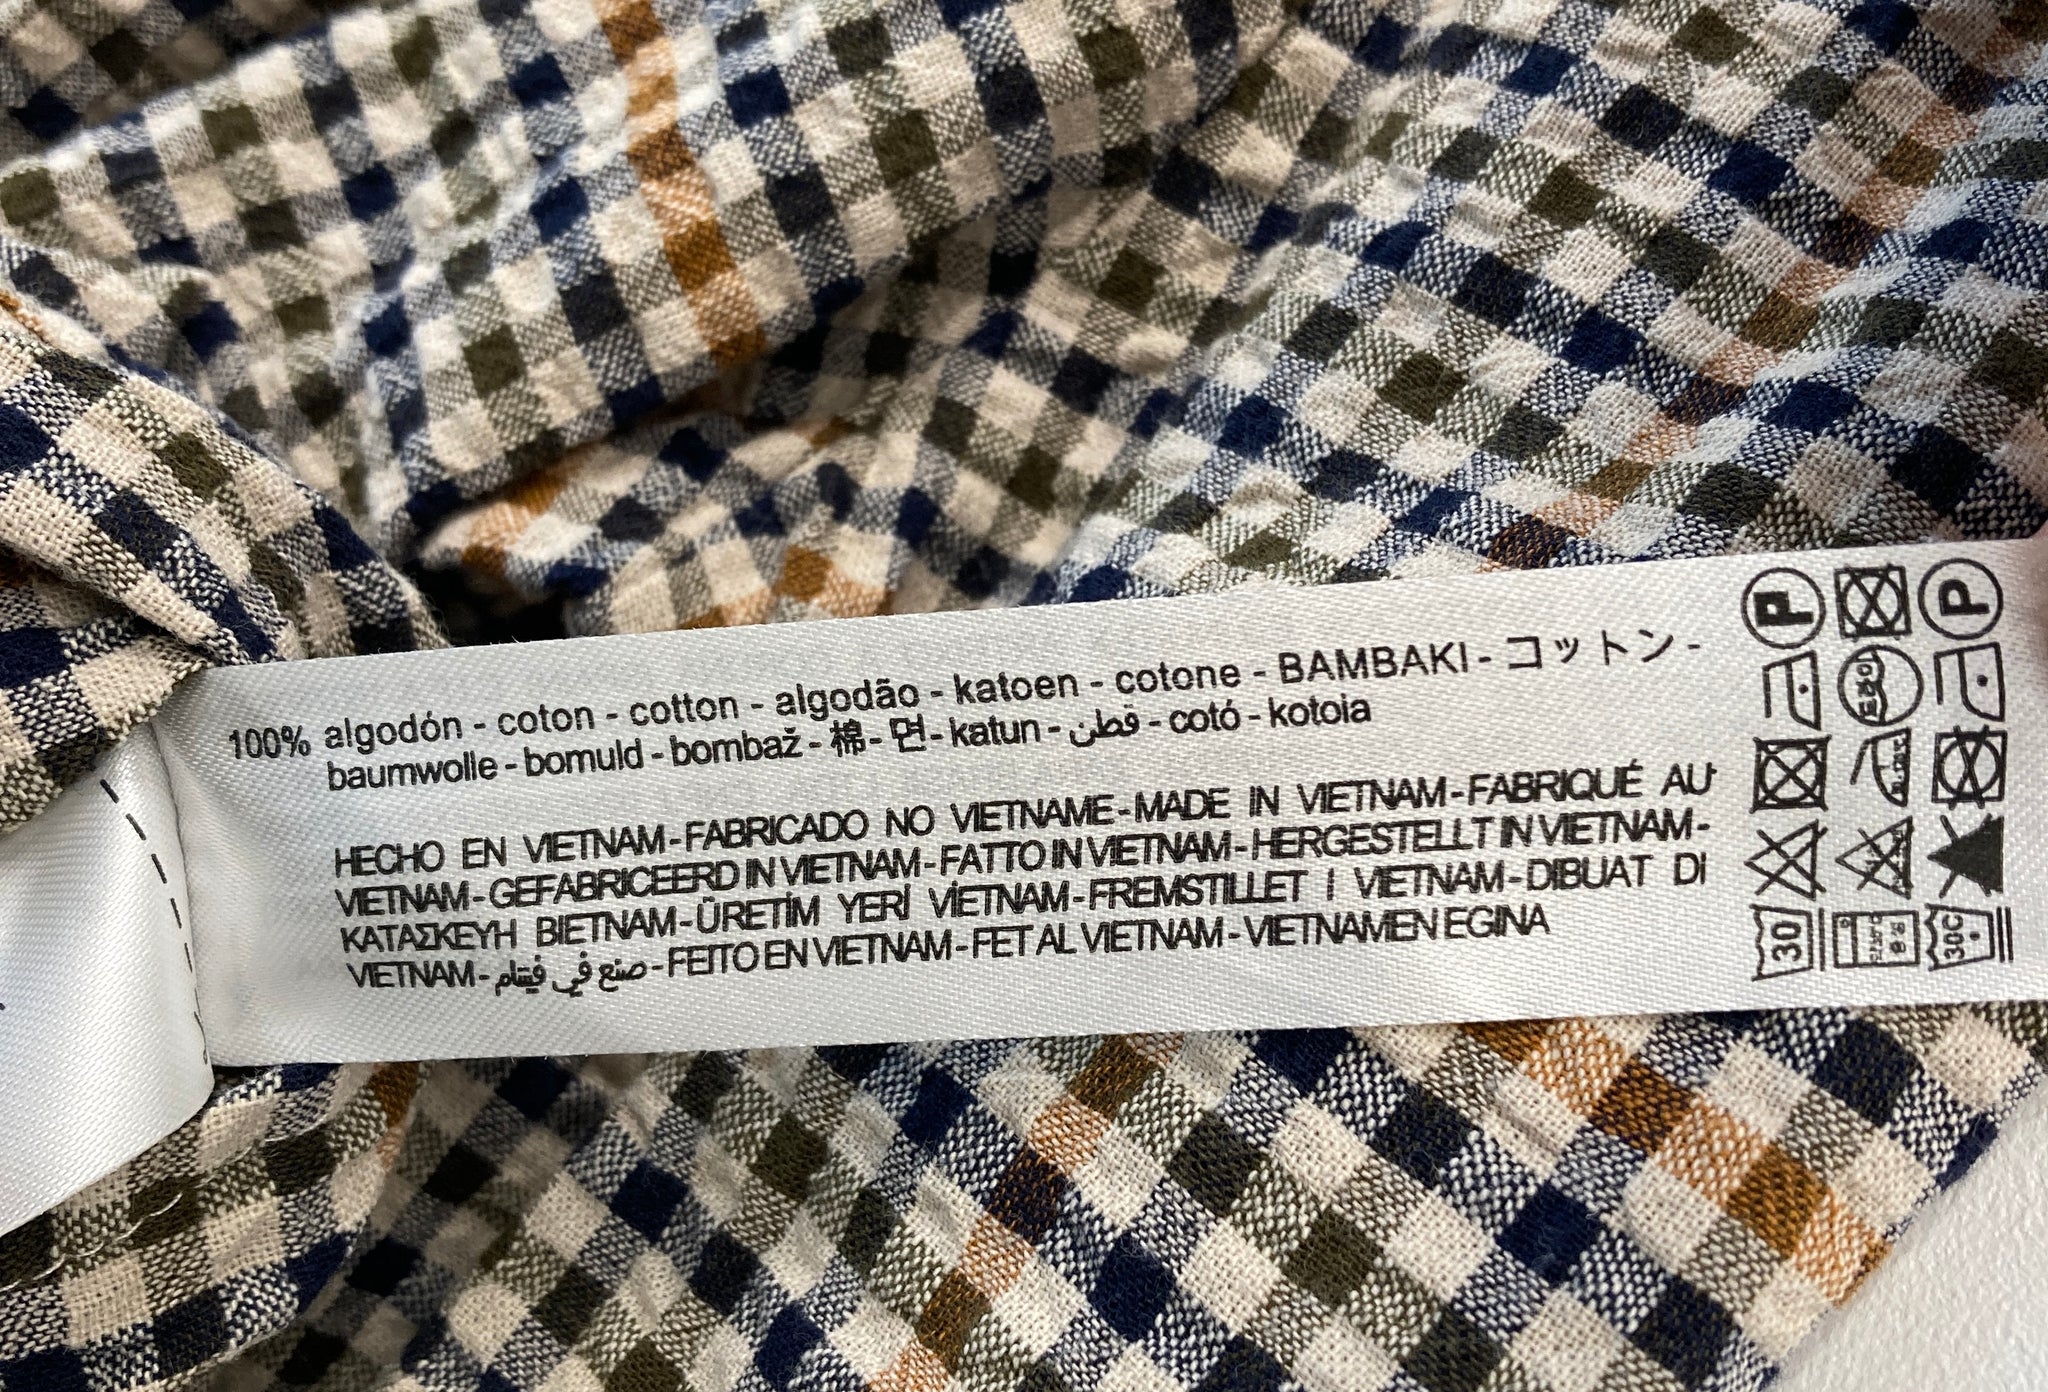 100% algodón - coton - cotton - algodão - katoen - cotone - BAMBAKI - コットン -
baumwolle - bomuld - bombaž - 棉 - 면 - katun - قطن - cotó - kotoia
HECHO EN VIETNAM - FABRICADO NO VIETNAME - MADE IN VIETNAM - FABRIQUÉ AU
VIETNAM - GEFABRICEERD IN VIETNAM - FATTO IN VIETNAM - HERGESTELLT IN VIETNAM -
ΚΑΤΑΣΚΕΥΗ ΒΙΕΤΝΑΜ - ÜRETİM YERİ VİETNAM - FREMSTILLET I VIETNAM - DIBUAT DI
VIETNAM - صنع في فيتنام - FEITO EN VIETNAM - FET AL VIETNAM - VIETNAMEN EGINA
P P
30 30C